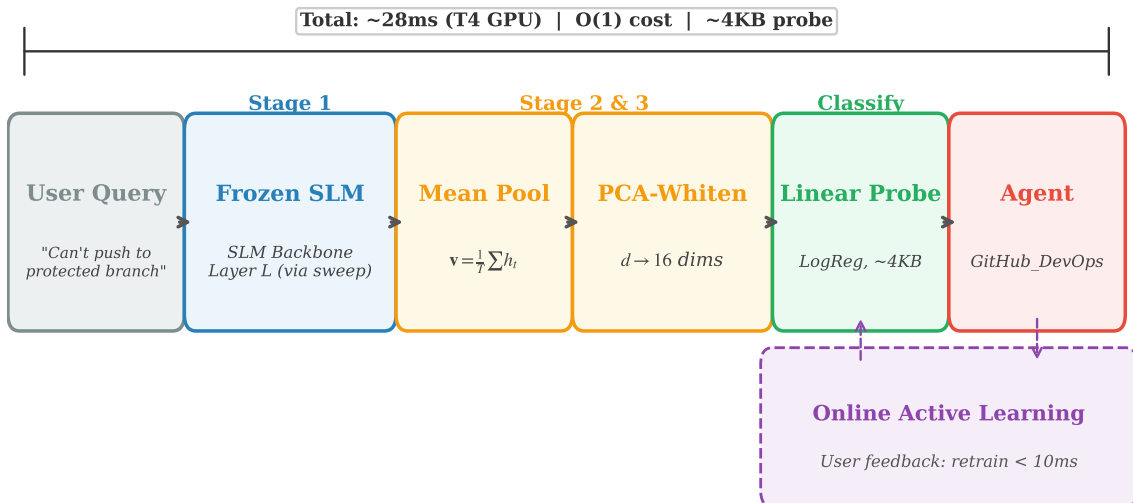 Total: ~28ms (T4 GPU) | O(1) cost | ~4KB probe
Stage 1
Stage 2 & 3
Classify
User Query
"Can't push to
protected branch"
Frozen SLM
SLM Backbone
Layer L (via sweep)
Mean Pool
v = 1/T ∑ h_l
PCA-Whiten
d → 16 dims
Linear Probe
LogReg, ~4KB
Agent
GitHub_DevOps
Online Active Learning
User feedback: retrain < 10ms